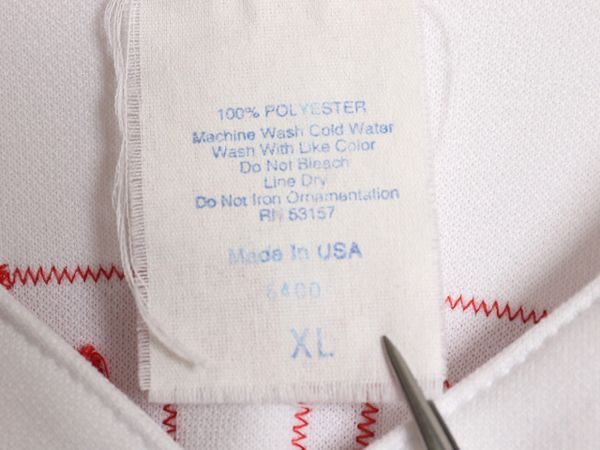 100% POLYESTER
Machine Wash Cold Water
Wash With Like Color
Do Not Bleach
Line Dry
Do Not Iron Ornamentation
RN 53157
Made In USA
6400
XL